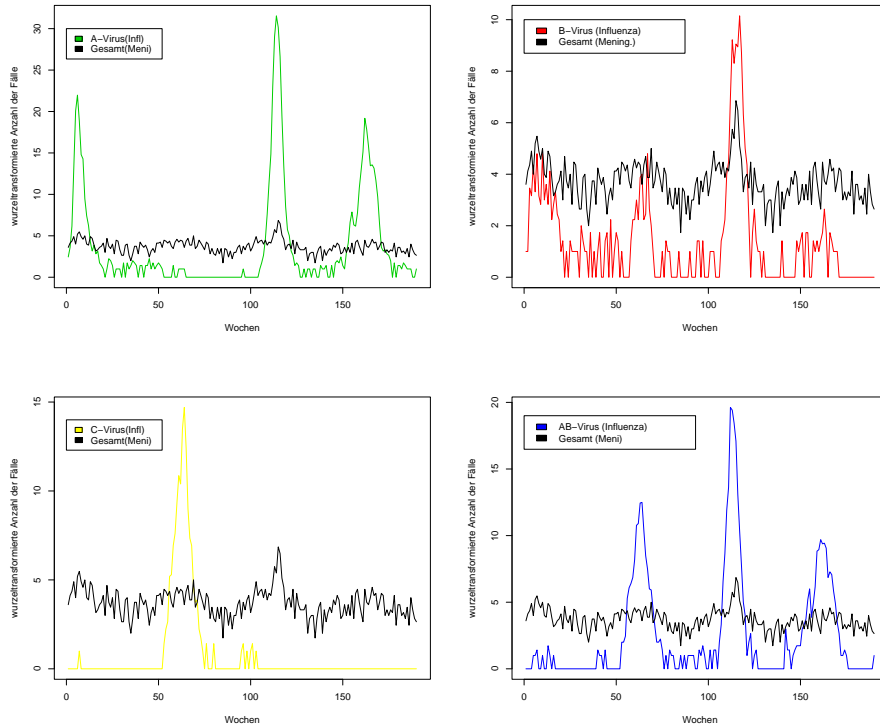 A−Virus(Infl)
Gesamt(Meni)
wurzeltransformierte Anzahl der Fälle
0
5
10
15
20
25
30
0
50
100
150
Wochen
B−Virus (Influenza)
Gesamt (Mening.)
wurzeltransformierte Anzahl der Fälle
0
2
4
6
8
10
0
50
100
150
Wochen
C−Virus(Infl)
Gesamt(Meni)
wurzeltransformierte Anzahl der Fälle
0
5
10
15
0
50
100
150
Wochen
AB−Virus (Influenza)
Gesamt (Meni)
wurzeltransformierte Anzahl der Fälle
0
5
10
15
20
0
50
100
150
Wochen